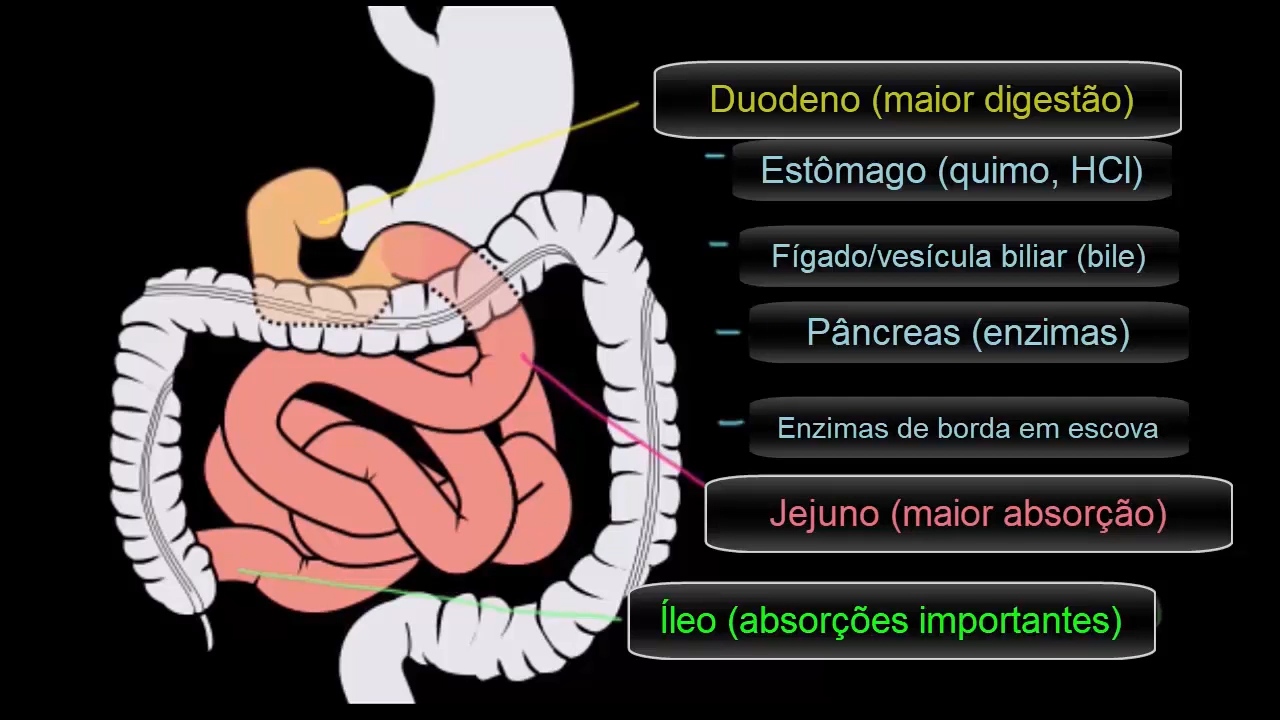 Duodeno (maior digestão)
Estômago (quimo, HCl)
Fígado/vesícula biliar (bile)
Pâncreas (enzimas)
Enzimas de borda em escova
Jejuno (maior absorção)
Íleo (absorções importantes)